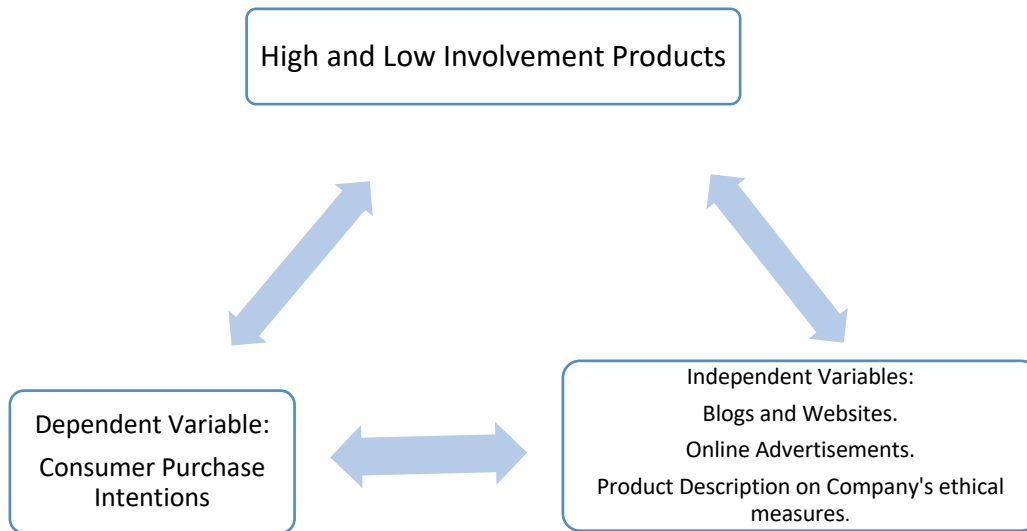 High and Low Involvement Products
Dependent Variable:
Consumer Purchase
Intentions
Independent Variables:
Blogs and Websites.
Online Advertisements.
Product Description on Company's ethical
measures.